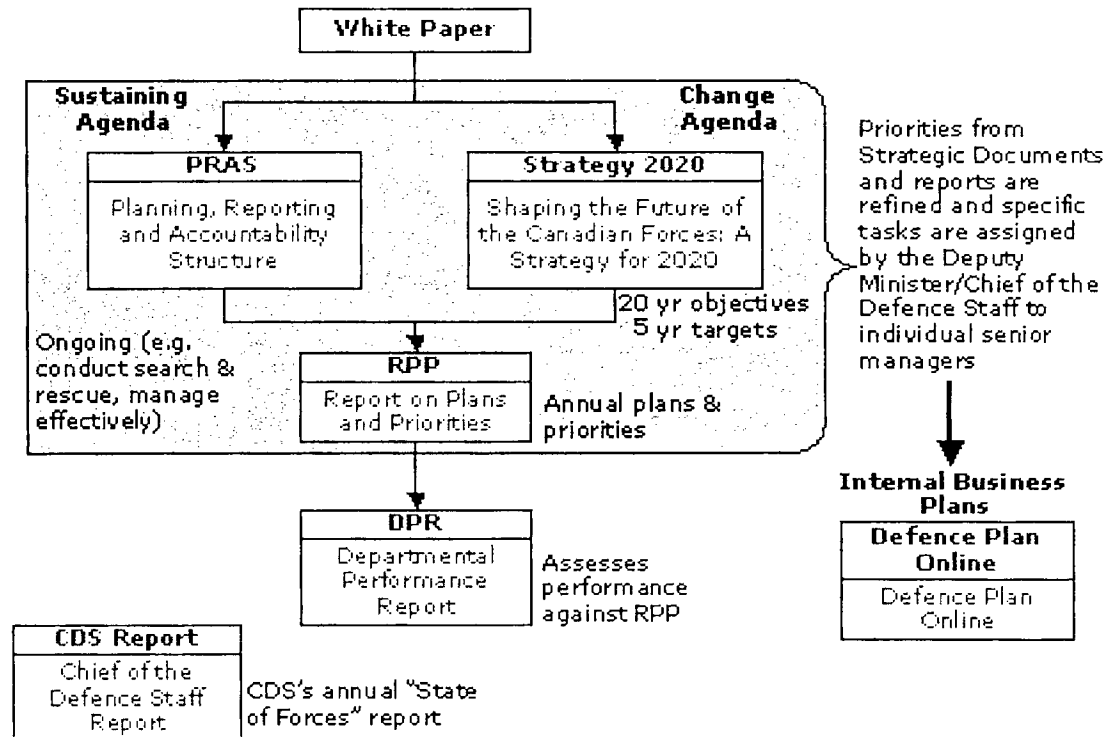 White Paper
Sustaining
Agenda
Change
Agenda
PRAS
Planning, Reporting
and Accountability
Structure
Strategy 2020
Shaping the Future of
the Canadian Forces: A
Strategy for 2020
20 yr objectives
5 yr targets
Ongoing (e.g.
conduct search &
rescue, manage
effectively)
RPP
Report on Plans
and Priorities
Annual plans &
priorities
Priorities from
Strategic Documents
and reports are
refined and specific
tasks are assigned
by the Deputy
Minister/Chief of the
Defence Staff to
individual senior
managers
DPR
Departmental
Performance
Report
Assesses
performance
against RPP
Internal Business
Plans
Defence Plan
Online
Defence Plan
Online
CDS Report
Chief of the
Defence Staff
Report
CDS's annual "State
of Forces" report